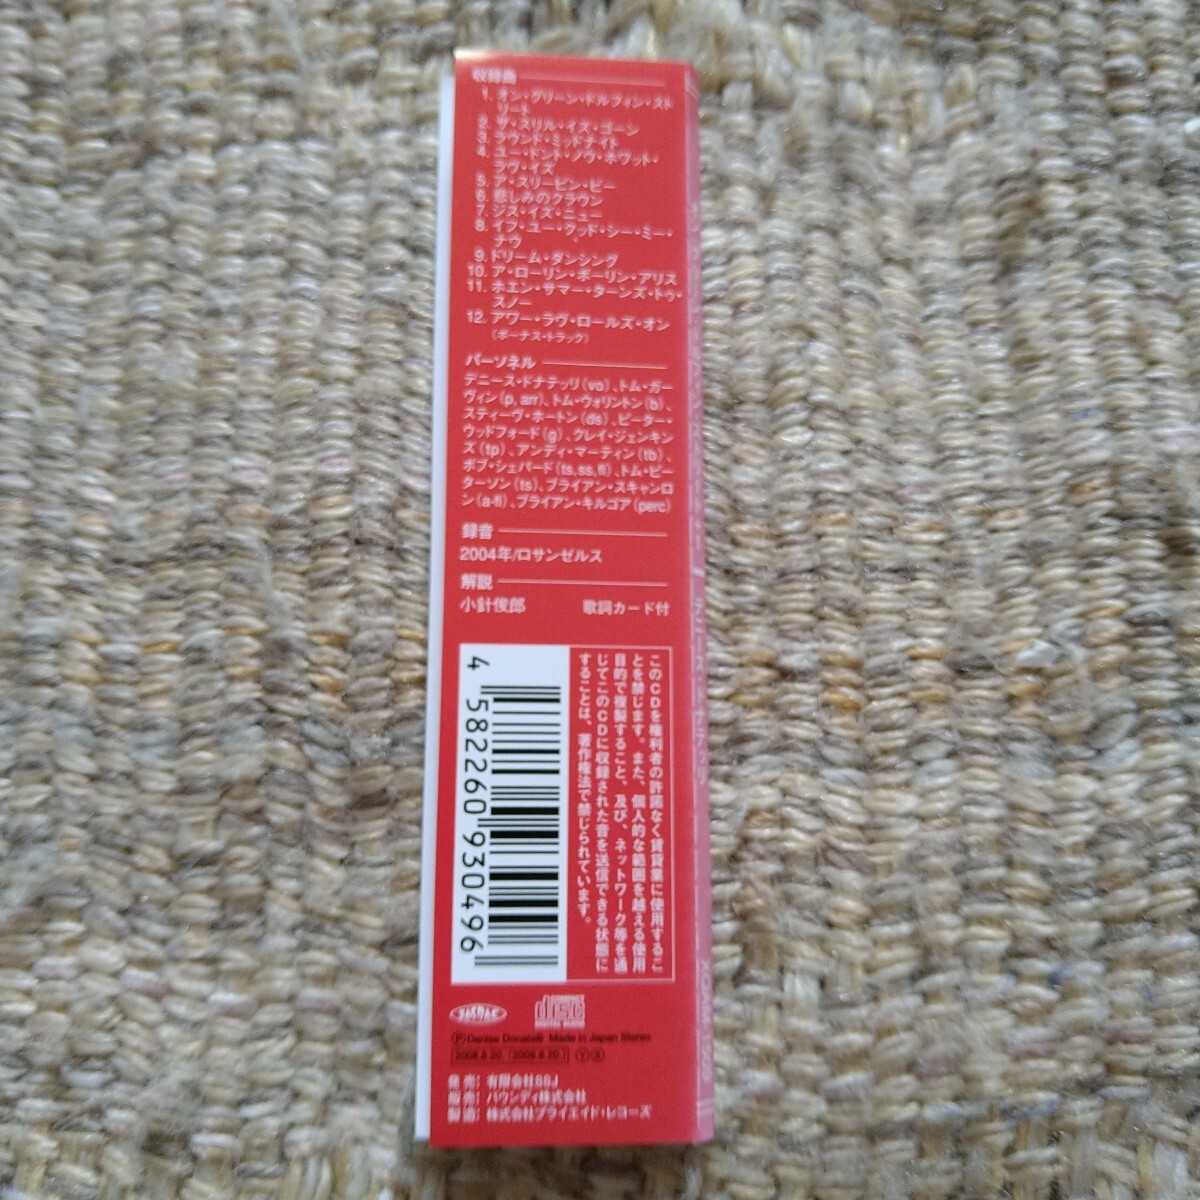 収録曲
1. オン・グリーン・ドルフィン・スト
リート
2. ザ・スリル・イズ・ゴーン
3. ラウンド・ミッドナイト
4. ユー・ドント・ノウ・ホワット・
ラヴ・イズ
5. ア・スリーピン・ビー
6. 悲しみのクラウン
7. ジス・イズ・ニュー
8. イフ・ユー・クッド・シー・ミー・
ナウ
9. ドリーム・ダンシング
10. ア・ローリン・ボーリン・アリス
11. ホエン・サマー・ターンズ・トゥ・
スノー
12. アワー・ラヴ・ロールズ・オン
(ボーナス・トラック)
パーソネル
デニース・ドナテッリ(vo)、トム・ガー
ヴィン(p, arr)、トム・ウォリントン(b)、
スティーヴ・ホートン(ds)、ピーター・
ウッドフォード(g)、クレイ・ジェンキン
ズ(tp)、アンディ・マーティン(tb)、
ボブ・シェパード(ts,ss,fl)、トム・ピー
ターソン(ts)、ブライアン・スキャンロ
ン(a-fl)、ブライアン・キルゴア(perc)
録音
2004年/ロサンゼルス
解説
小針俊郎 歌詞カード付
このCDを権利者の許諾なく賃貸業に使用するこ
とを禁じます。また、個人的な範囲を越える使用
目的で複製すること、及び、ネットワーク等を通
じてこのCDに収録された音を送信できる状態に
することは、著作権法で禁じられています。
4 582260 930496
COMPACT
disc
DIGITAL AUDIO
Ⓟ Denise Donatelli Made in Japan Stereo
発売: 有限会社SSJ
販売: バウンディ株式会社
製造: 株式会社プライエイド・レコーズ